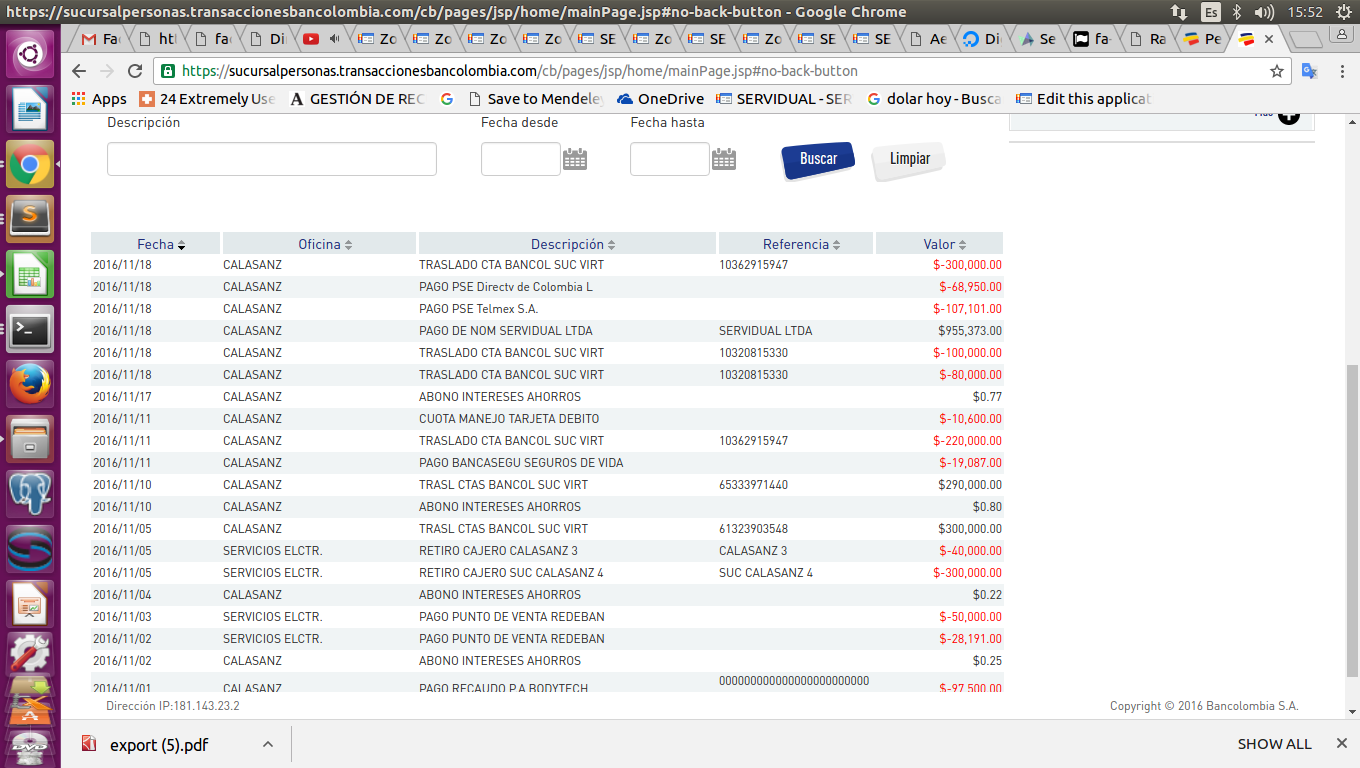 https://sucursalpersonas.transaccionesbancolombia.com/cb/pages/jsp/home/mainPage.jsp#no-back-button - Google Chrome
Es
15:52
Fac
htt
fac
Di
Zo
Zo
Zo
Zo
SE
Zo
SE
Zo
SE
SE
Ae
Di
Se
fa-
Ra
Pe
https://sucursalpersonas.transaccionesbancolombia.com/cb/pages/jsp/home/mainPage.jsp#no-back-button
Apps
24 Extremely Use
GESTIÓN DE REC
Save to Mendeley
OneDrive
SERVIDUAL - SER
dolar hoy - Busca
Edit this applicat
Descripción Fecha desde Fecha hasta
Buscar Limpiar
Fecha Oficina Descripción Referencia Valor
2016/11/18 CALASANZ TRASLADO CTA BANCOL SUC VIRT 10362915947 $-300,000.00
2016/11/18 CALASANZ PAGO PSE Directv de Colombia L $-68,950.00
2016/11/18 CALASANZ PAGO PSE Telmex S.A. $-107,101.00
2016/11/18 CALASANZ PAGO DE NOM SERVIDUAL LTDA SERVIDUAL LTDA $955,373.00
2016/11/18 CALASANZ TRASLADO CTA BANCOL SUC VIRT 10320815330 $-100,000.00
2016/11/18 CALASANZ TRASLADO CTA BANCOL SUC VIRT 10320815330 $-80,000.00
2016/11/17 CALASANZ ABONO INTERESES AHORROS $0.77
2016/11/11 CALASANZ CUOTA MANEJO TARJETA DEBITO $-10,600.00
2016/11/11 CALASANZ TRASLADO CTA BANCOL SUC VIRT 10362915947 $-220,000.00
2016/11/11 CALASANZ PAGO BANCASEGU SEGUROS DE VIDA $-19,087.00
2016/11/10 CALASANZ TRASL CTAS BANCOL SUC VIRT 65333971440 $290,000.00
2016/11/10 CALASANZ ABONO INTERESES AHORROS $0.80
2016/11/05 CALASANZ TRASL CTAS BANCOL SUC VIRT 61323903548 $300,000.00
2016/11/05 SERVICIOS ELCTR. RETIRO CAJERO CALASANZ 3 CALASANZ 3 $-40,000.00
2016/11/05 SERVICIOS ELCTR. RETIRO CAJERO SUC CALASANZ 4 SUC CALASANZ 4 $-300,000.00
2016/11/04 CALASANZ ABONO INTERESES AHORROS $0.22
2016/11/03 SERVICIOS ELCTR. PAGO PUNTO DE VENTA REDEBAN $-50,000.00
2016/11/02 SERVICIOS ELCTR. PAGO PUNTO DE VENTA REDEBAN $-28,191.00
2016/11/02 CALASANZ ABONO INTERESES AHORROS $0.25
2016/11/01 CALASANZ PAGO RECAUDO P.A BODYTECH $-97,500.00
Dirección IP:181.143.23.2 Copyright © 2016 Bancolombia S.A.
export (5).pdf
SHOW ALL